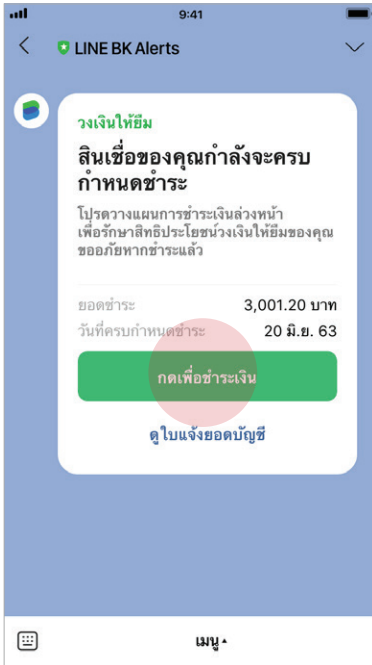 9:41
LINE BK Alerts
วงเงินให้ยืม
สินเชื่อของคุณกำลังจะครบ
กำหนดชำระ
โปรดวางแผนการชำระเงินล่วงหน้า
เพื่อรักษาสิทธิประโยชน์วงเงินให้ยืมของคุณ
ขออภัยหากชำระแล้ว
ยอดชำระ 3,001.20 บาท
วันที่ครบกำหนดชำระ 20 มิ.ย. 63
กดเพื่อชำระเงิน
ดูใบแจ้งยอดบัญชี
เมนู